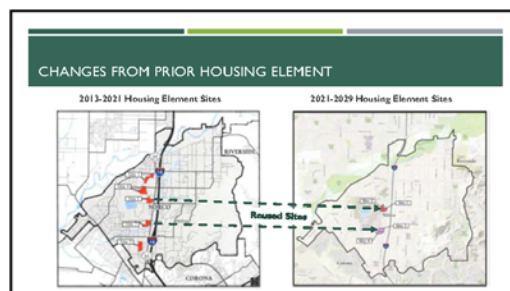 CHANGES FROM PRIOR HOUSING ELEMENT
2013-2021 Housing Element Sites
2021-2029 Housing Element Sites
RIVERSIDE
Riverside
Reused Sites
Corona
CORONA